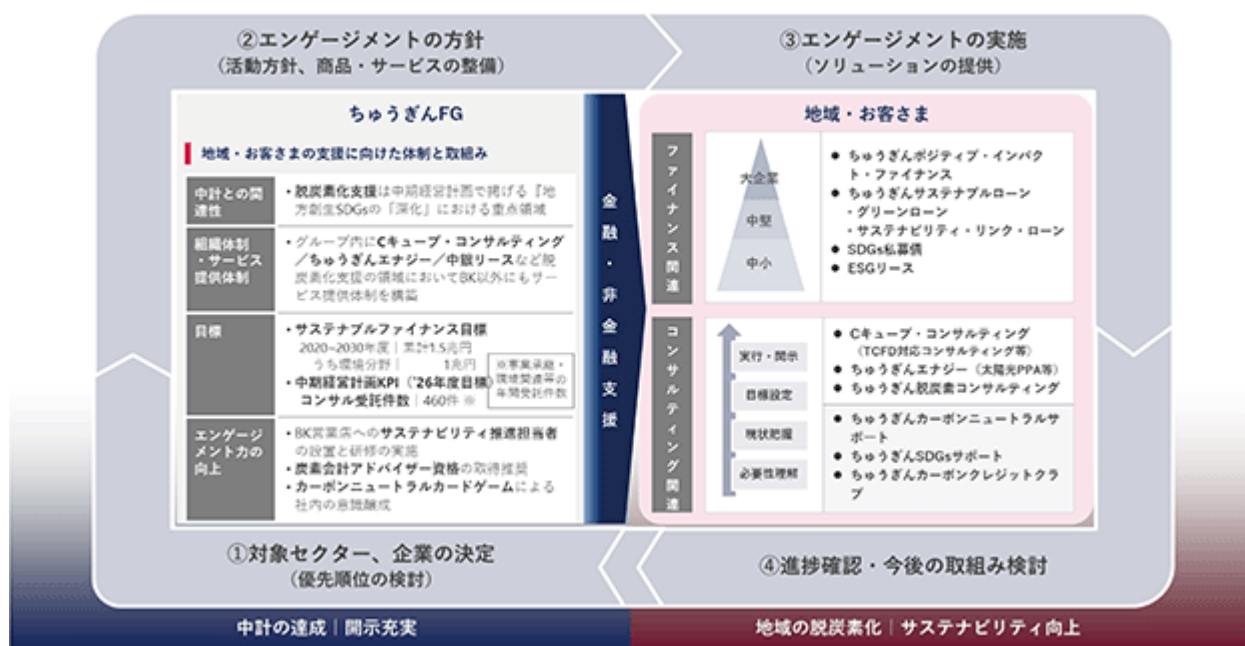 ②エンゲージメントの方針
（活動方針、商品・サービスの整備）
③エンゲージメントの実施
（ソリューションの提供）
ちゅうぎんFG
地域・お客さまの支援に向けた体制と取組み
中計との関
連性
・脱炭素化支援は中期経営計画で掲げる『地
方創生SDGsの「深化」における重点領域
組織体制
・サービス
提供体制
・グループ内にCキューブ・コンサルティング
／ちゅうぎんエナジー／中銀リースなど脱
炭素化支援の領域においてBK以外にもサー
ビス提供体制を構築
目標
・サステナブルファイナンス目標
2020~2030年度｜累計1.5兆円
うち環境分野｜ 1兆円
・中期経営計画KPI（'26年度目標）
コンサル受託件数｜460件 ※
※事業承継・
環境関連等の
年間受託件数
エンゲージ
メント力の
向上
・BK営業店へのサステナビリティ推進担当者
の設置と研修の実施
・炭素会計アドバイザー資格の取得推奨
・カーボンニュートラルカードゲームによる
社内の意識醸成
金融・非金融支援
地域・お客さま
ファイナンス関連
大企業
中堅
中小
● ちゅうぎんポジティブ・インパク
ト・ファイナンス
● ちゅうぎんサステナブルローン
・グリーンローン
・サステナビリティ・リンク・ローン
● SDGs私募債
● ESGリース
コンサルティング関連
実行・開示
目標設定
現状把握
必要性理解
● Cキューブ・コンサルティング
（TCFD対応コンサルティング等）
● ちゅうぎんエナジー（太陽光PPA等）
● ちゅうぎん脱炭素コンサルティング
● ちゅうぎんカーボンニュートラルサ
ポート
● ちゅうぎんSDGsサポート
● ちゅうぎんカーボンクレジットクラ
ブ
①対象セクター、企業の決定
（優先順位の検討）
④進捗確認・今後の取組み検討
中計の達成｜開示充実
地域の脱炭素化｜サステナビリティ向上